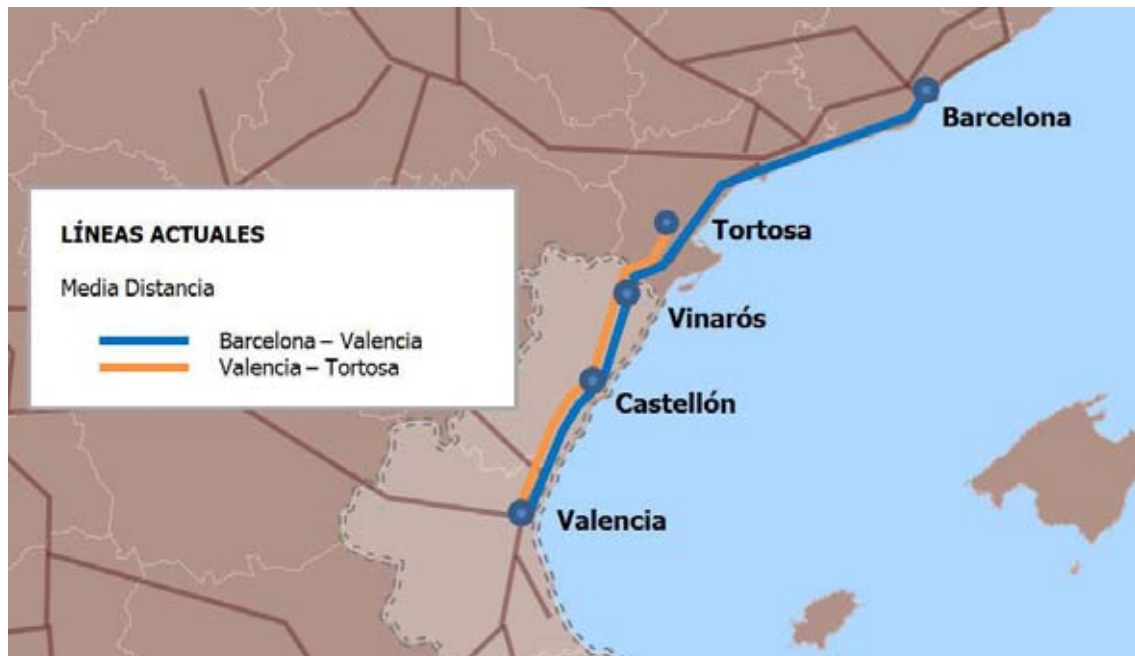 LÍNEAS ACTUALES
Media Distancia
Barcelona – Valencia
Valencia – Tortosa
Barcelona
Tortosa
Vinarós
Castellón
Valencia